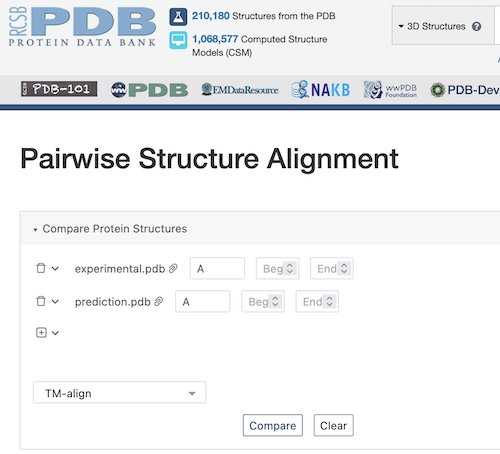 RCSB
PDB
PROTEIN DATA BANK
210,180 Structures from the PDB
1,068,577 Computed Structure
Models (CSM)
3D Structures
PDB-101
WW PDB
EMDataResource
NAKB
wwPDB
Foundation
PDB-Dev
Pairwise Structure Alignment
Compare Protein Structures
experimental.pdb A Beg End
prediction.pdb A Beg End
TM-align
Compare Clear